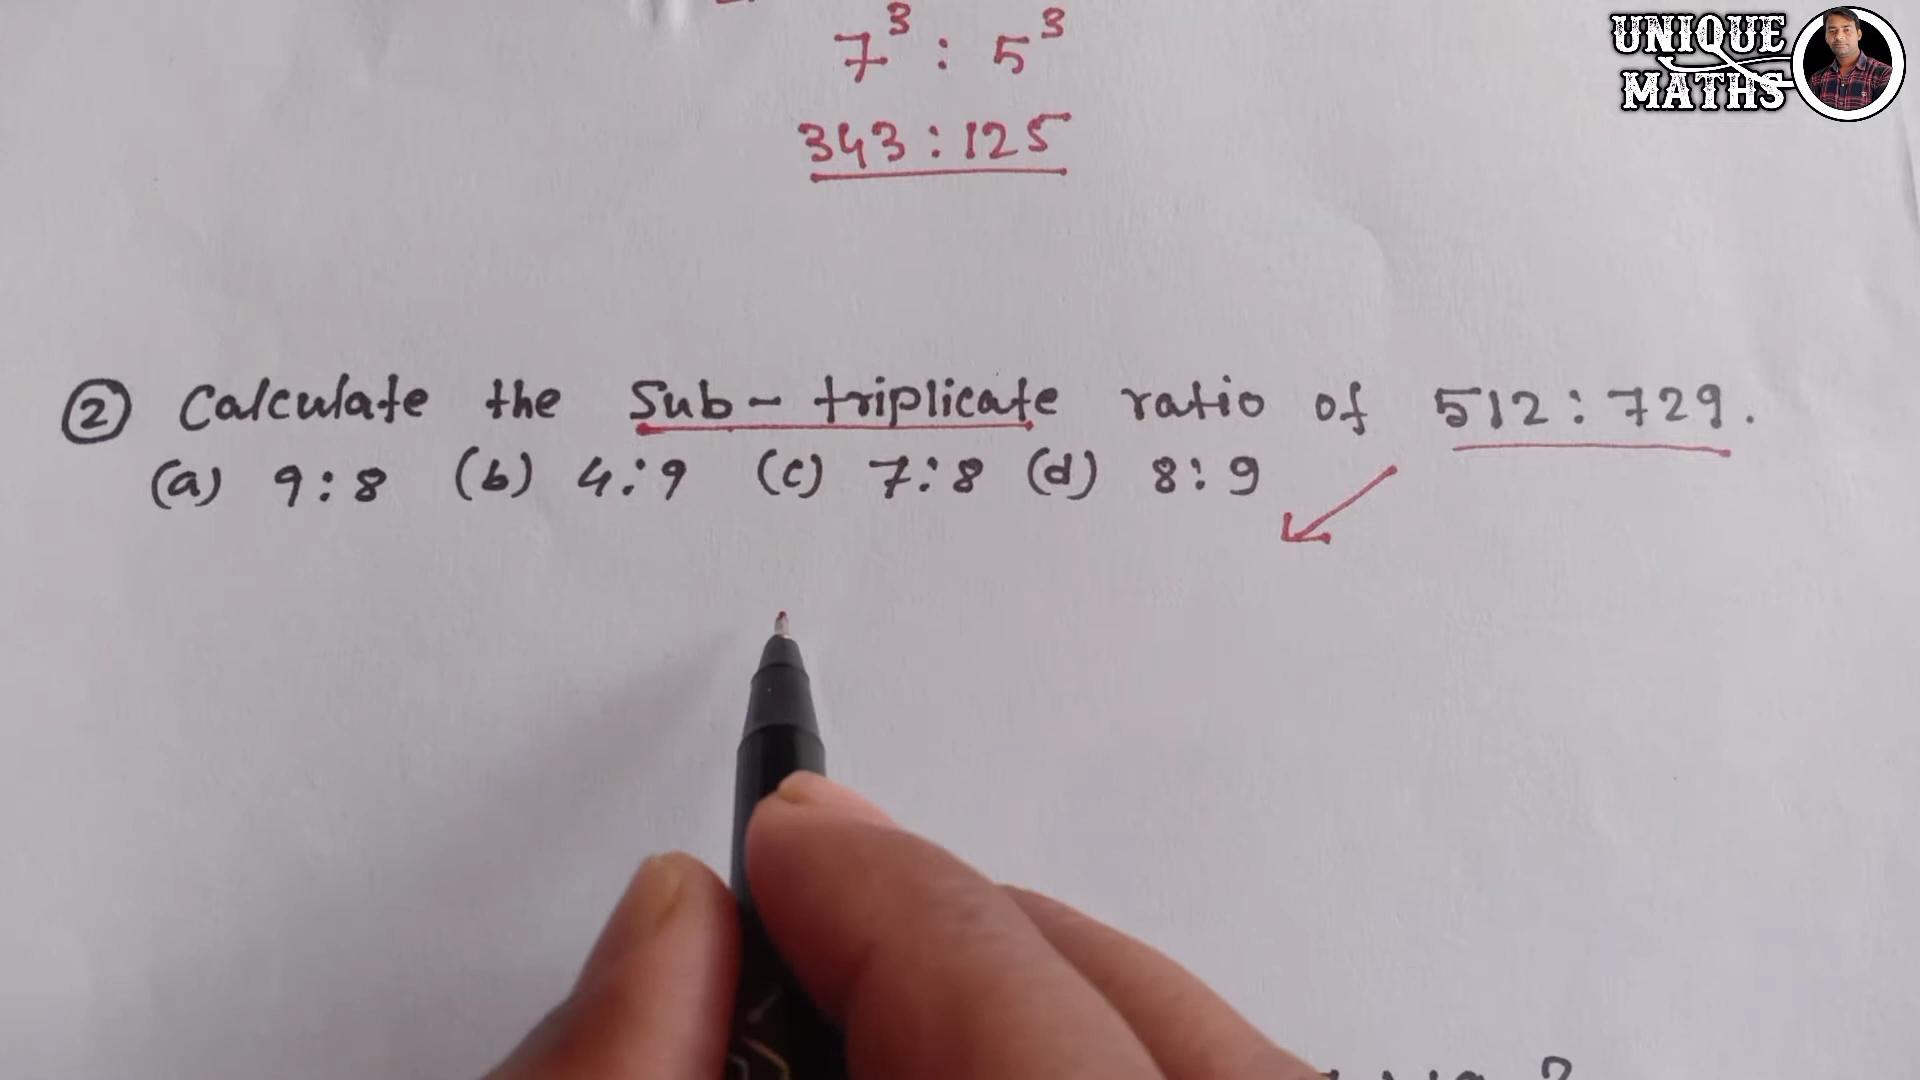 UNIQUE
MATHS
7³ : 5³
343 : 125
② Calculate the Sub-triplicate ratio of 512 : 729.
(a) 9 : 8 (b) 4 : 9 (c) 7 : 8 (d) 8 : 9